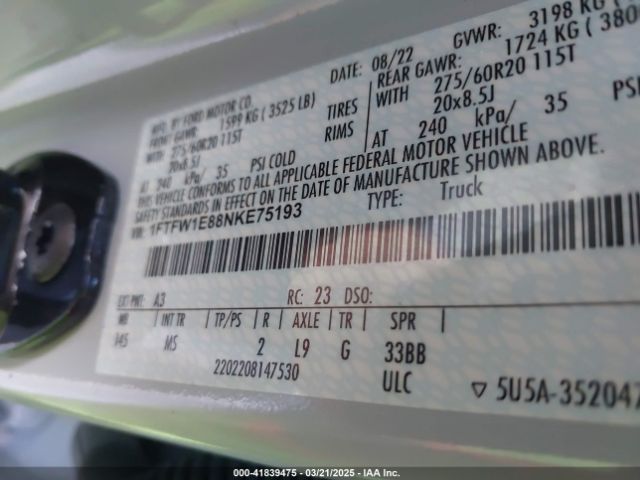 MFD. BY FORD MOTOR CO.
DATE: 08/22 GVWR: 3198 KG
FRONT GAWR: 1599 KG ( 3525 LB)
REAR GAWR: 1724 KG ( 380
WITH 275/60R20 115T TIRES WITH 275/60R20 115T
20x8.5J RIMS 20x8.5J
AT 240 kPa/ 35 PSI COLD AT 240 kPa/ 35 PSI
THIS VEHICLE CONFORMS TO ALL APPLICABLE FEDERAL MOTOR VEHICLE
SAFETY STANDARDS IN EFFECT ON THE DATE OF MANUFACTURE SHOWN ABOVE.
VIN: 1FTFW1E88NKE75193 TYPE: Truck
EXT PNT: A3 RC: 23 DSO:
WB INT TR TP/PS R AXLE TR SPR
145 MS 2 L9 G 33BB
2202208147530 ULC
▽ 5U5A-352047
000-41839475 - 03/21/2025 - IAA Inc.